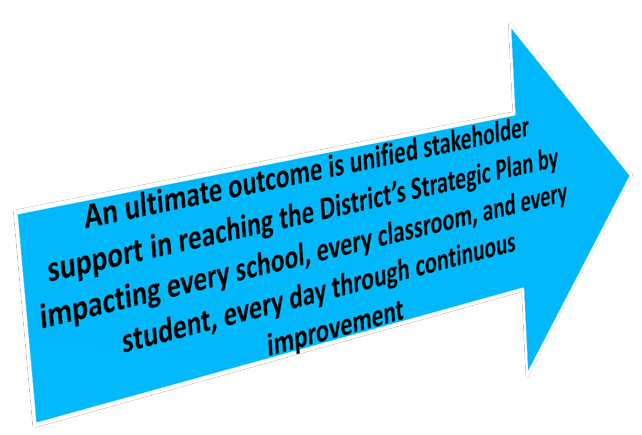 An ultimate outcome is unified stakeholder
support in reaching the District's Strategic Plan by
impacting every school, every classroom, and every
student, every day through continuous
improvement